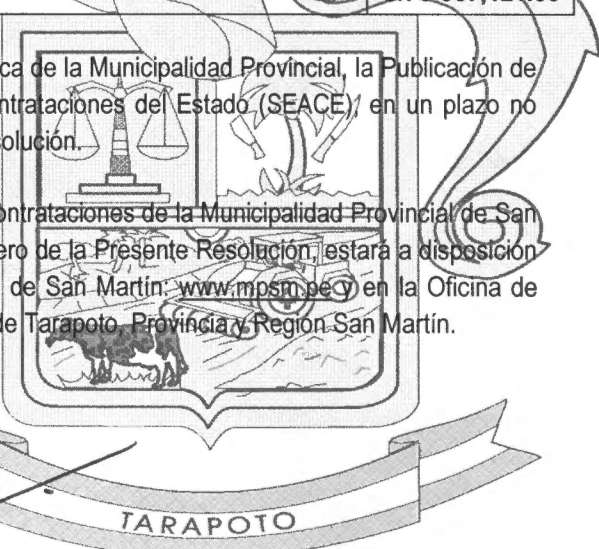 ca de la Municipalidad Provincial, la Publicación de
ntrataciones del Estado (SEACE), en un plazo no
solución.
ontrataciones de la Municipalidad Provincial de San
ero de la Presente Resolución, estará a disposición
de San Martín: www.mpsm.pe y en la Oficina de
de Tarapoto, Provincia y Región San Martín.
TARAPOTO